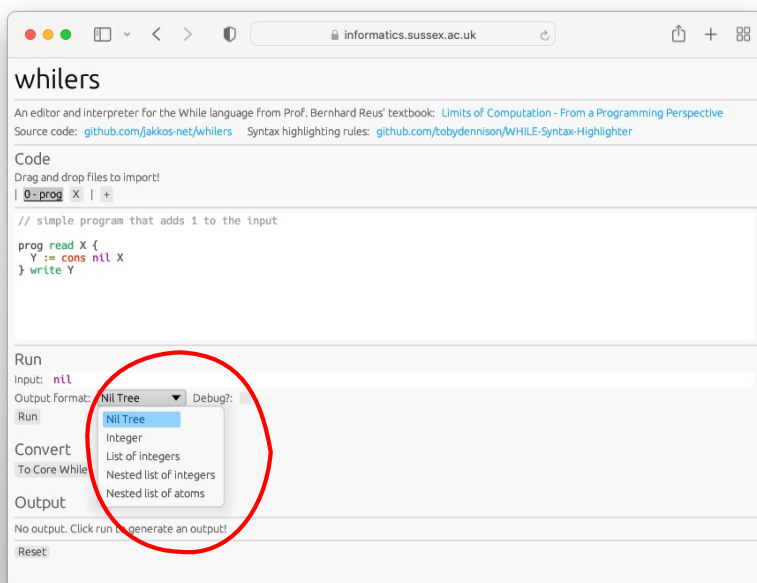 informatics.sussex.ac.uk
whilers
An editor and interpreter for the While language from Prof. Bernhard Reus' textbook: Limits of Computation - From a Programming Perspective
Source code: github.com/jakkos-net/whilers Syntax highlighting rules: github.com/tobydennison/WHILE-Syntax-Highlighter
Code
Drag and drop files to import!
| 0 - prog X | +
// simple program that adds 1 to the input
prog read X {
Y := cons nil X
} write Y
Run
Input: nil
Output format: Nil Tree Debug?:
Run
Nil Tree
Integer
List of integers
Nested list of integers
Nested list of atoms
Convert
To Core While
Output
No output. Click run to generate an output!
Reset